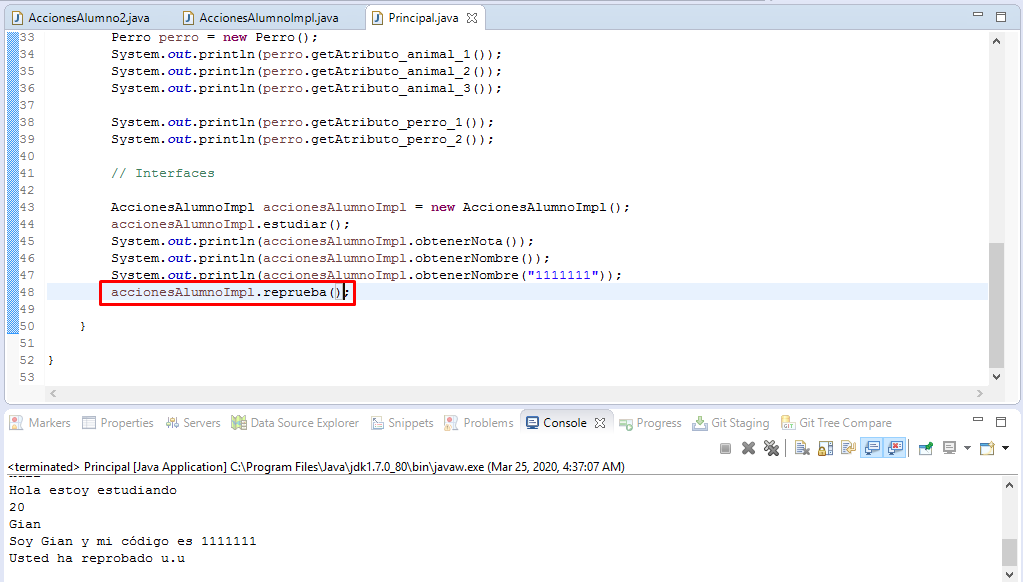 AccionesAlumno2.java AccionesAlumnoImpl.java Principal.java
33 Perro perro = new Perro();
34 System.out.println(perro.getAtributo_animal_1());
35 System.out.println(perro.getAtributo_animal_2());
36 System.out.println(perro.getAtributo_animal_3());
37
38 System.out.println(perro.getAtributo_perro_1());
39 System.out.println(perro.getAtributo_perro_2());
40
41 // Interfaces
42
43 AccionesAlumnoImpl accionesAlumnoImpl = new AccionesAlumnoImpl();
44 accionesAlumnoImpl.estudiar();
45 System.out.println(accionesAlumnoImpl.obtenerNota());
46 System.out.println(accionesAlumnoImpl.obtenerNombre());
47 System.out.println(accionesAlumnoImpl.obtenerNombre("1111111"));
48 accionesAlumnoImpl.reprueba();
49
50 }
51
52 }
53
Markers Properties Servers Data Source Explorer Snippets Problems Console Progress Git Staging Git Tree Compare
<terminated> Principal [Java Application] C:\Program Files\Java\jdk1.7.0_80\bin\javaw.exe (Mar 25, 2020, 4:37:07 AM)
Hola estoy estudiando
20
Gian
Soy Gian y mi código es 1111111
Usted ha reprobado u.u